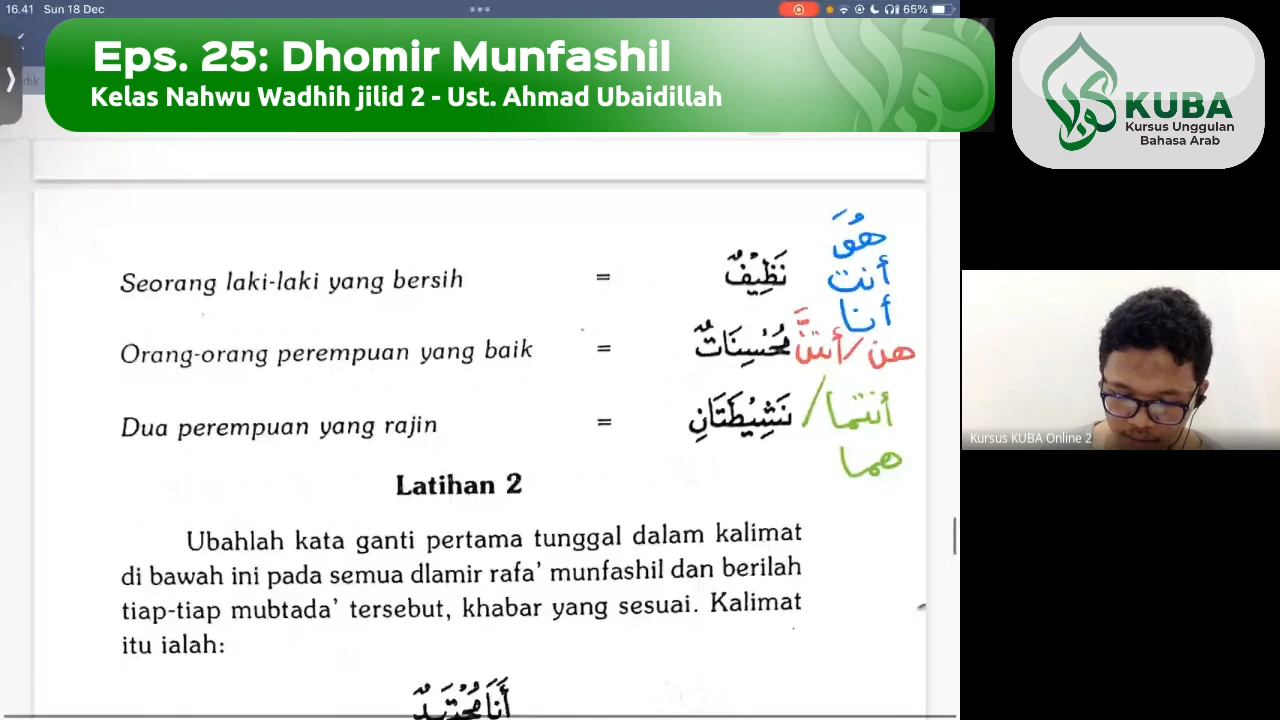 16.41 Sun 18 Dec
65%
Eps. 25: Dhomir Munfashil
Kelas Nahwu Wadhih jilid 2 - Ust. Ahmad Ubaidillah
KUBA
Kursus Unggulan
Bahasa Arab
هُوَ
أنت
أنا
Seorang laki-laki yang bersih = نَظِيْفٌ
Orang-orang perempuan yang baik = مُحْسِنَاتٌ هن/أنتنَّ
Dua perempuan yang rajin = نَشِيْطَتَانِ / أنتما
هما
Kursus KUBA Online 2
Latihan 2
Ubahlah kata ganti pertama tunggal dalam kalimat
di bawah ini pada semua dlamir rafa' munfashil dan berilah
tiap-tiap mubtada' tersebut, khabar yang sesuai. Kalimat
itu ialah:
أَنَا مُجْتَهِدٌ